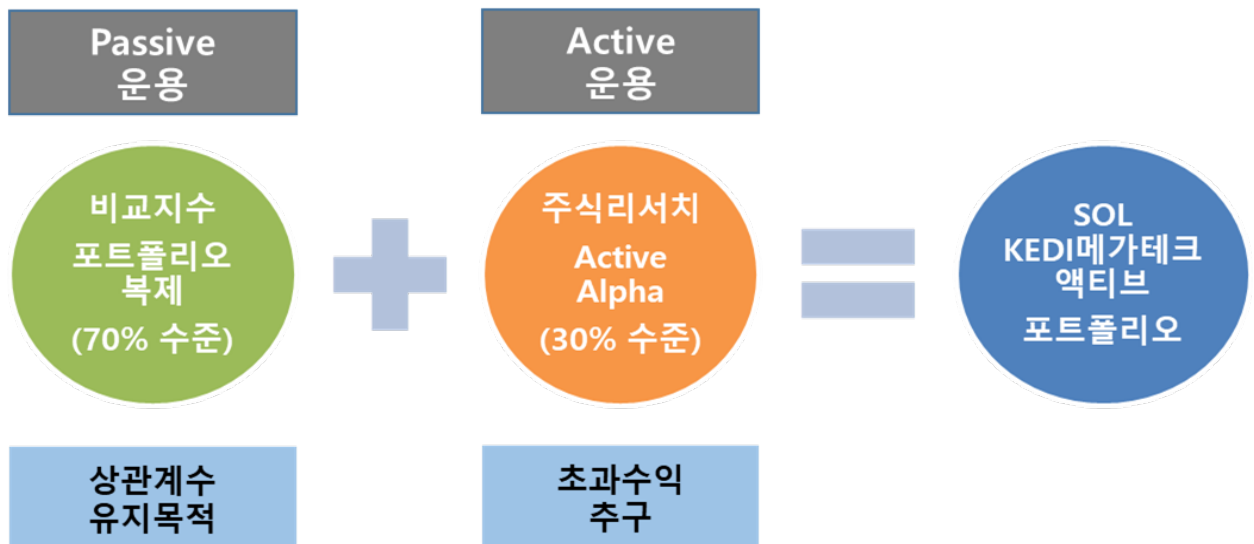 Passive
운용
Active
운용
비교지수
포트폴리오
복제
(70% 수준)
주식리서치
Active
Alpha
(30% 수준)
SOL
KEDI메가테크
액티브
포트폴리오
상관계수
유지목적
초과수익
추구